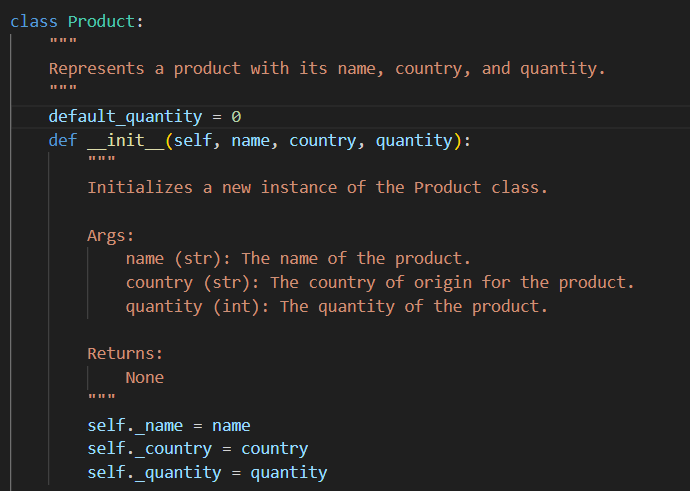 class Product:
    """
    Represents a product with its name, country, and quantity.
    """
    default_quantity = 0
    def __init__(self, name, country, quantity):
        """
        Initializes a new instance of the Product class.

        Args:
            name (str): The name of the product.
            country (str): The country of origin for the product.
            quantity (int): The quantity of the product.

        Returns:
            None
        """
        self._name = name
        self._country = country
        self._quantity = quantity